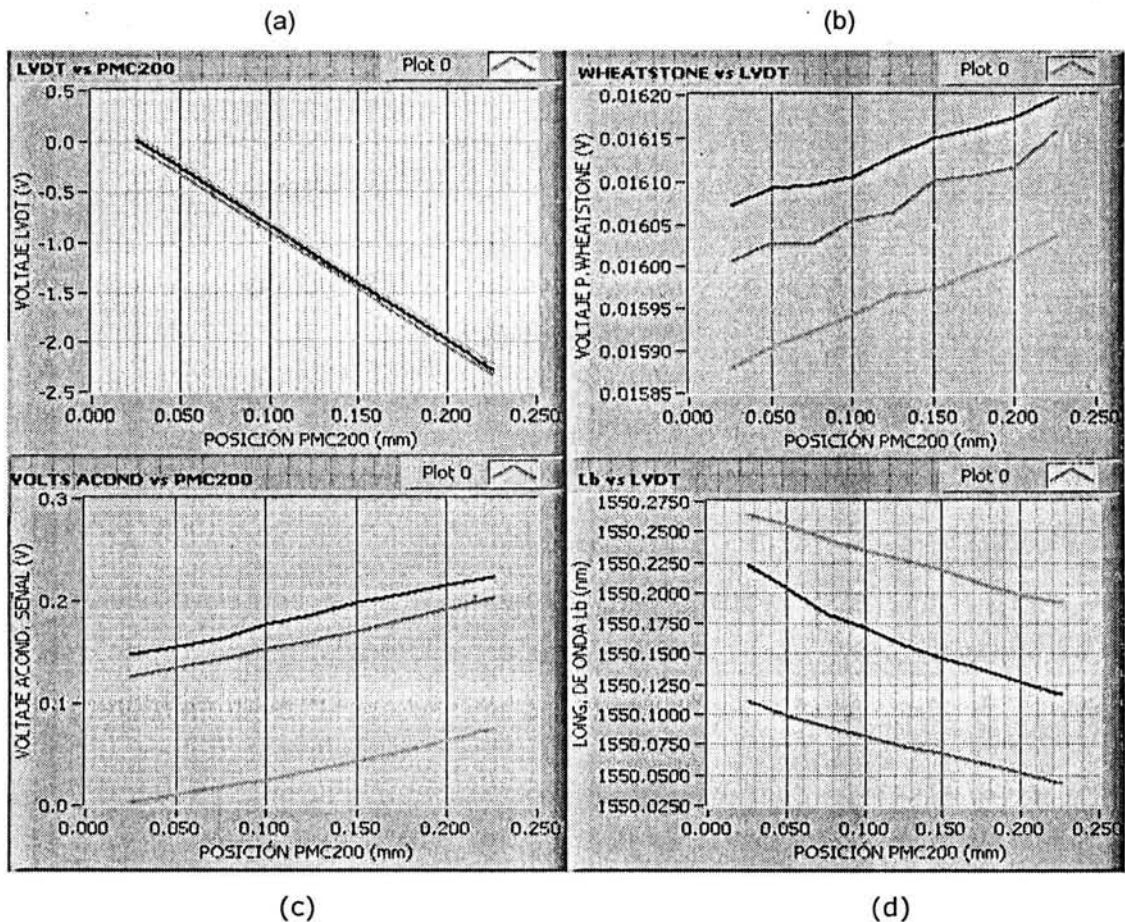 (a)
(b)
LVDT vs PMC200
Plot 0
VOLTAJE LVDT (V)
0.5
0.0
-0.5
-1.0
-1.5
-2.0
-2.5
0.000 0.050 0.100 0.150 0.200 0.250
POSICIÓN PMC200 (mm)
WHEATSTONE vs LVDT
Plot 0
VOLTAJE P.WHEATSTONE (V)
0.01620
0.01615
0.01610
0.01605
0.01600
0.01595
0.01590
0.01585
0.000 0.050 0.100 0.150 0.200 0.250
POSICIÓN PMC200 (mm)
VOLTS ACOND vs PMC200
Plot 0
VOLTAJE ACOND. SEÑAL (V)
0.3
0.2
0.1
0.0
0.000 0.050 0.100 0.150 0.200 0.250
POSICIÓN PMC200 (mm)
Lb vs LVDT
Plot 0
LONG. DE ONDA Lb (nm)
1550.2750
1550.2500
1550.2250
1550.2000
1550.1750
1550.1500
1550.1250
1550.1000
1550.0750
1550.0500
1550.0250
0.000 0.050 0.100 0.150 0.200 0.250
POSICIÓN PMC200 (mm)
(c)
(d)